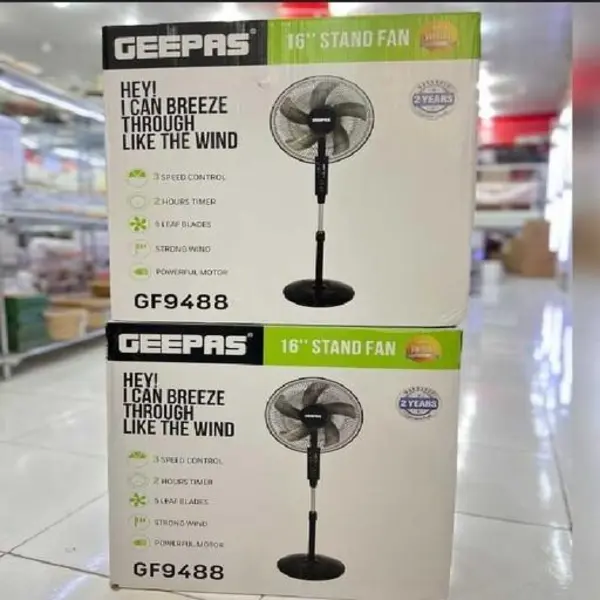 GEEPAS
16'' STAND FAN
HEY!
I CAN BREEZE
THROUGH
LIKE THE WIND
GEEPAS
2 YEARS
3 SPEED CONTROL
2 HOURS TIMER
5 LEAF BLADES
STRONG WIND
POWERFUL MOTOR
GF9488
GEEPAS
16'' STAND FAN
HEY!
I CAN BREEZE
THROUGH
LIKE THE WIND
GEEPAS
2 YEARS
3 SPEED CONTROL
2 HOURS TIMER
5 LEAF BLADES
STRONG WIND
POWERFUL MOTOR
GF9488